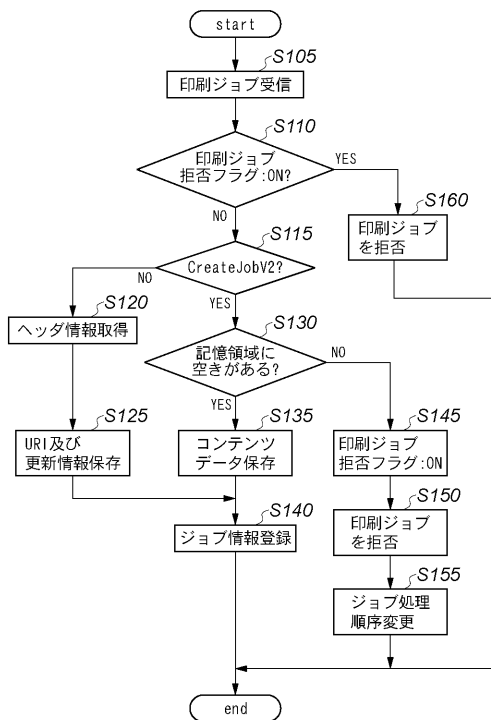 start
S105
印刷ジョブ受信
S110
印刷ジョブ
拒否フラグ:ON?
YES
NO
S160
印刷ジョブ
を拒否
S115
CreateJobV2?
NO
YES
S120
ヘッダ情報取得
S130
記憶領域に
空きがある?
NO
YES
S125
URI及び
更新情報保存
S135
コンテンツ
データ保存
S145
印刷ジョブ
拒否フラグ:ON
S140
ジョブ情報登録
S150
印刷ジョブ
を拒否
S155
ジョブ処理
順序変更
end